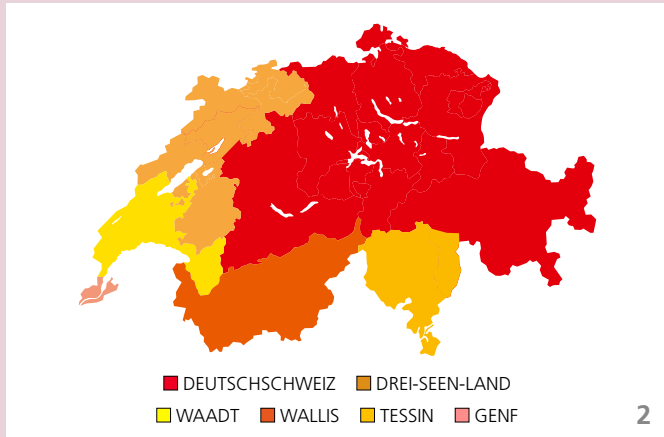 DEUTSCHSCHWEIZ DREI-SEEN-LAND
WAADT WALLIS TESSIN GENF
2